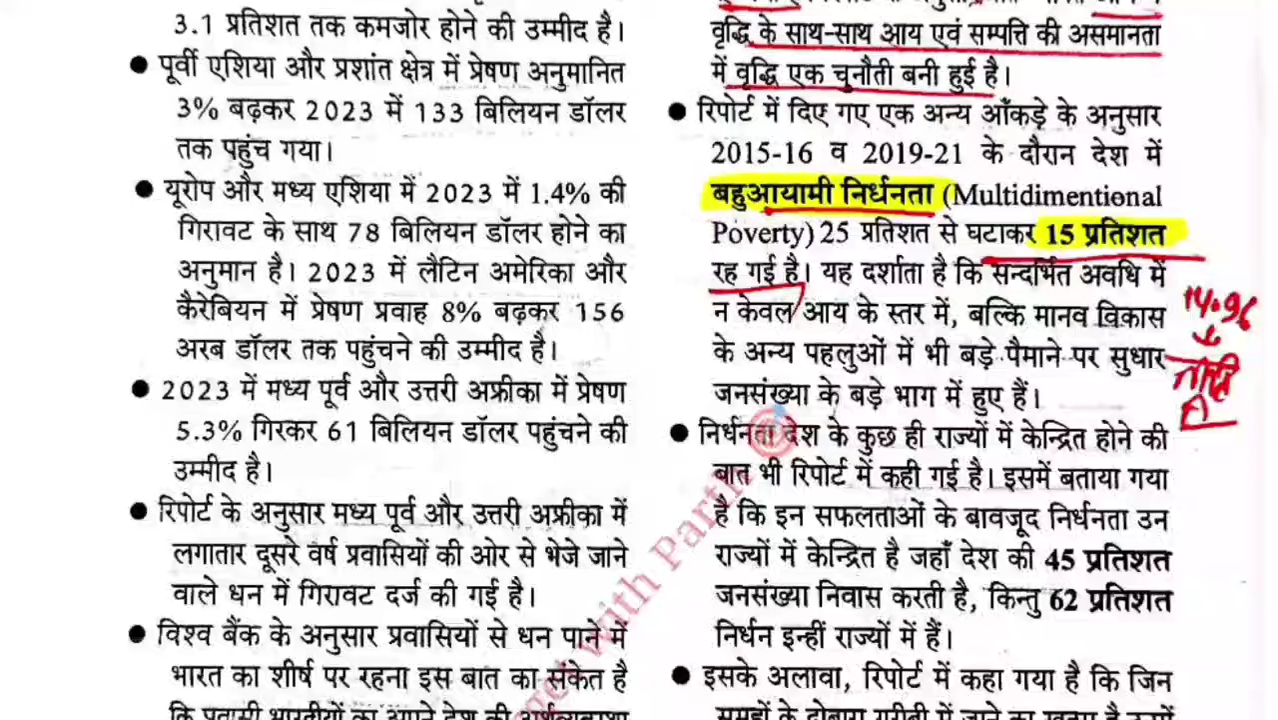 3.1 प्रतिशत तक कमजोर होने की उम्मीद है।
● पूर्वी एशिया और प्रशांत क्षेत्र में प्रेषण अनुमानित
3% बढ़कर 2023 में 133 बिलियन डॉलर
तक पहुंच गया।
● यूरोप और मध्य एशिया में 2023 में 1.4% की
गिरावट के साथ 78 बिलियन डॉलर होने का
अनुमान है। 2023 में लैटिन अमेरिका और
कैरेबियन में प्रेषण प्रवाह 8% बढ़कर 156
अरब डॉलर तक पहुंचने की उम्मीद है।
● 2023 में मध्य पूर्व और उत्तरी अफ्रीका में प्रेषण
5.3% गिरकर 61 बिलियन डॉलर पहुंचने की
उम्मीद है।
● रिपोर्ट के अनुसार मध्य पूर्व और उत्तरी अफ्रीका में
लगातार दूसरे वर्ष प्रवासियों की ओर से भेजे जाने
वाले धन में गिरावट दर्ज की गई है।
● विश्व बैंक के अनुसार प्रवासियों से धन पाने में
भारत का शीर्ष पर रहना इस बात का संकेत है
वृद्धि के साथ-साथ आय एवं सम्पत्ति की असमानता
में वृद्धि एक चुनौती बनी हुई है।
● रिपोर्ट में दिए गए एक अन्य आँकड़े के अनुसार
2015-16 व 2019-21 के दौरान देश में
बहुआयामी निर्धनता (Multidimentional
Poverty) 25 प्रतिशत से घटाकर 15 प्रतिशत
रह गई है। यह दर्शाता है कि सन्दर्भित अवधि में
न केवल आय के स्तर में, बल्कि मानव विकास
के अन्य पहलुओं में भी बड़े पैमाने पर सुधार
जनसंख्या के बड़े भाग में हुए हैं।
● निर्धनता देश के कुछ ही राज्यों में केन्द्रित होने की
बात भी रिपोर्ट में कही गई है। इसमें बताया गया
है कि इन सफलताओं के बावजूद निर्धनता उन
राज्यों में केन्द्रित है जहाँ देश की 45 प्रतिशत
जनसंख्या निवास करती है, किन्तु 62 प्रतिशत
निर्धन इन्हीं राज्यों में हैं।
● इसके अलावा, रिपोर्ट में कहा गया है कि जिन
14.96
with Parth